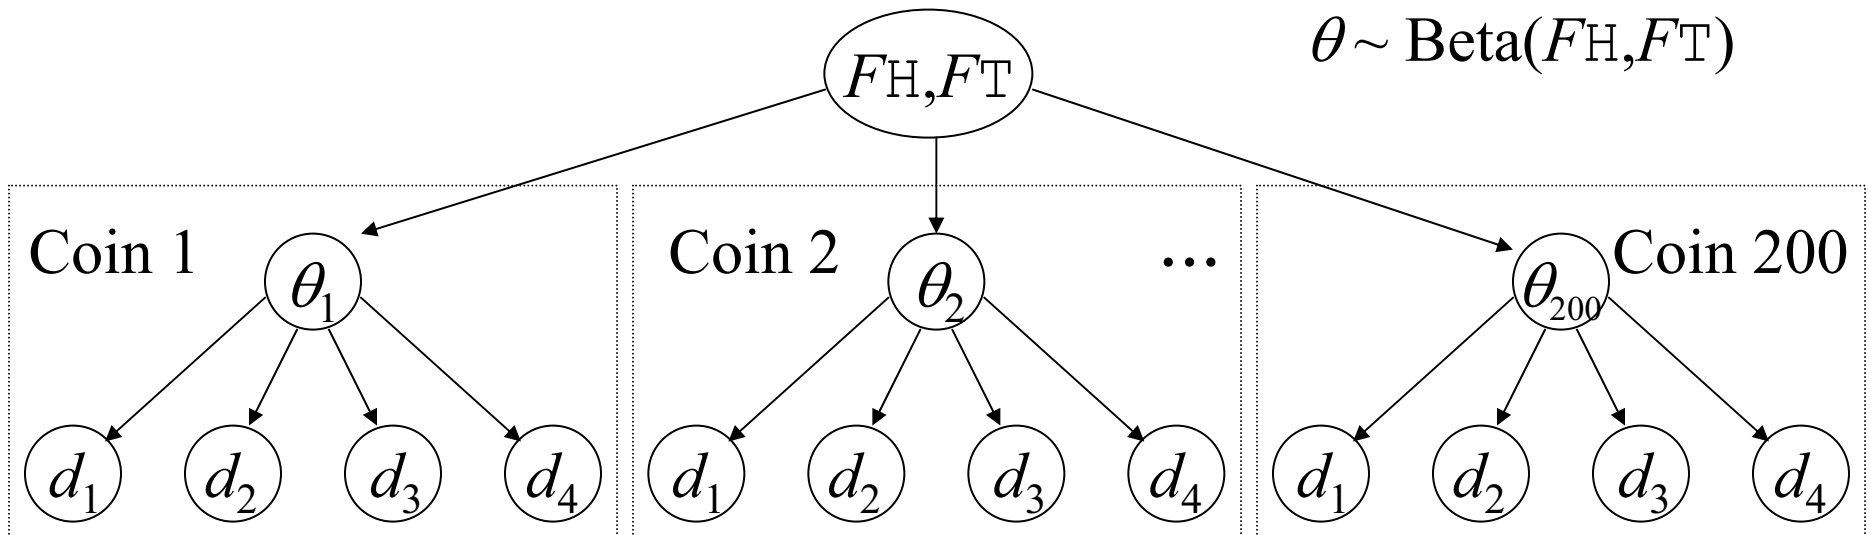 θ ~ Beta(FH,FT)
FH,FT
Coin 1
Coin 2
...
Coin 200
θ₁
θ₂
θ₂₀₀
d₁ d₂ d₃ d₄ d₁ d₂ d₃ d₄ d₁ d₂ d₃ d₄